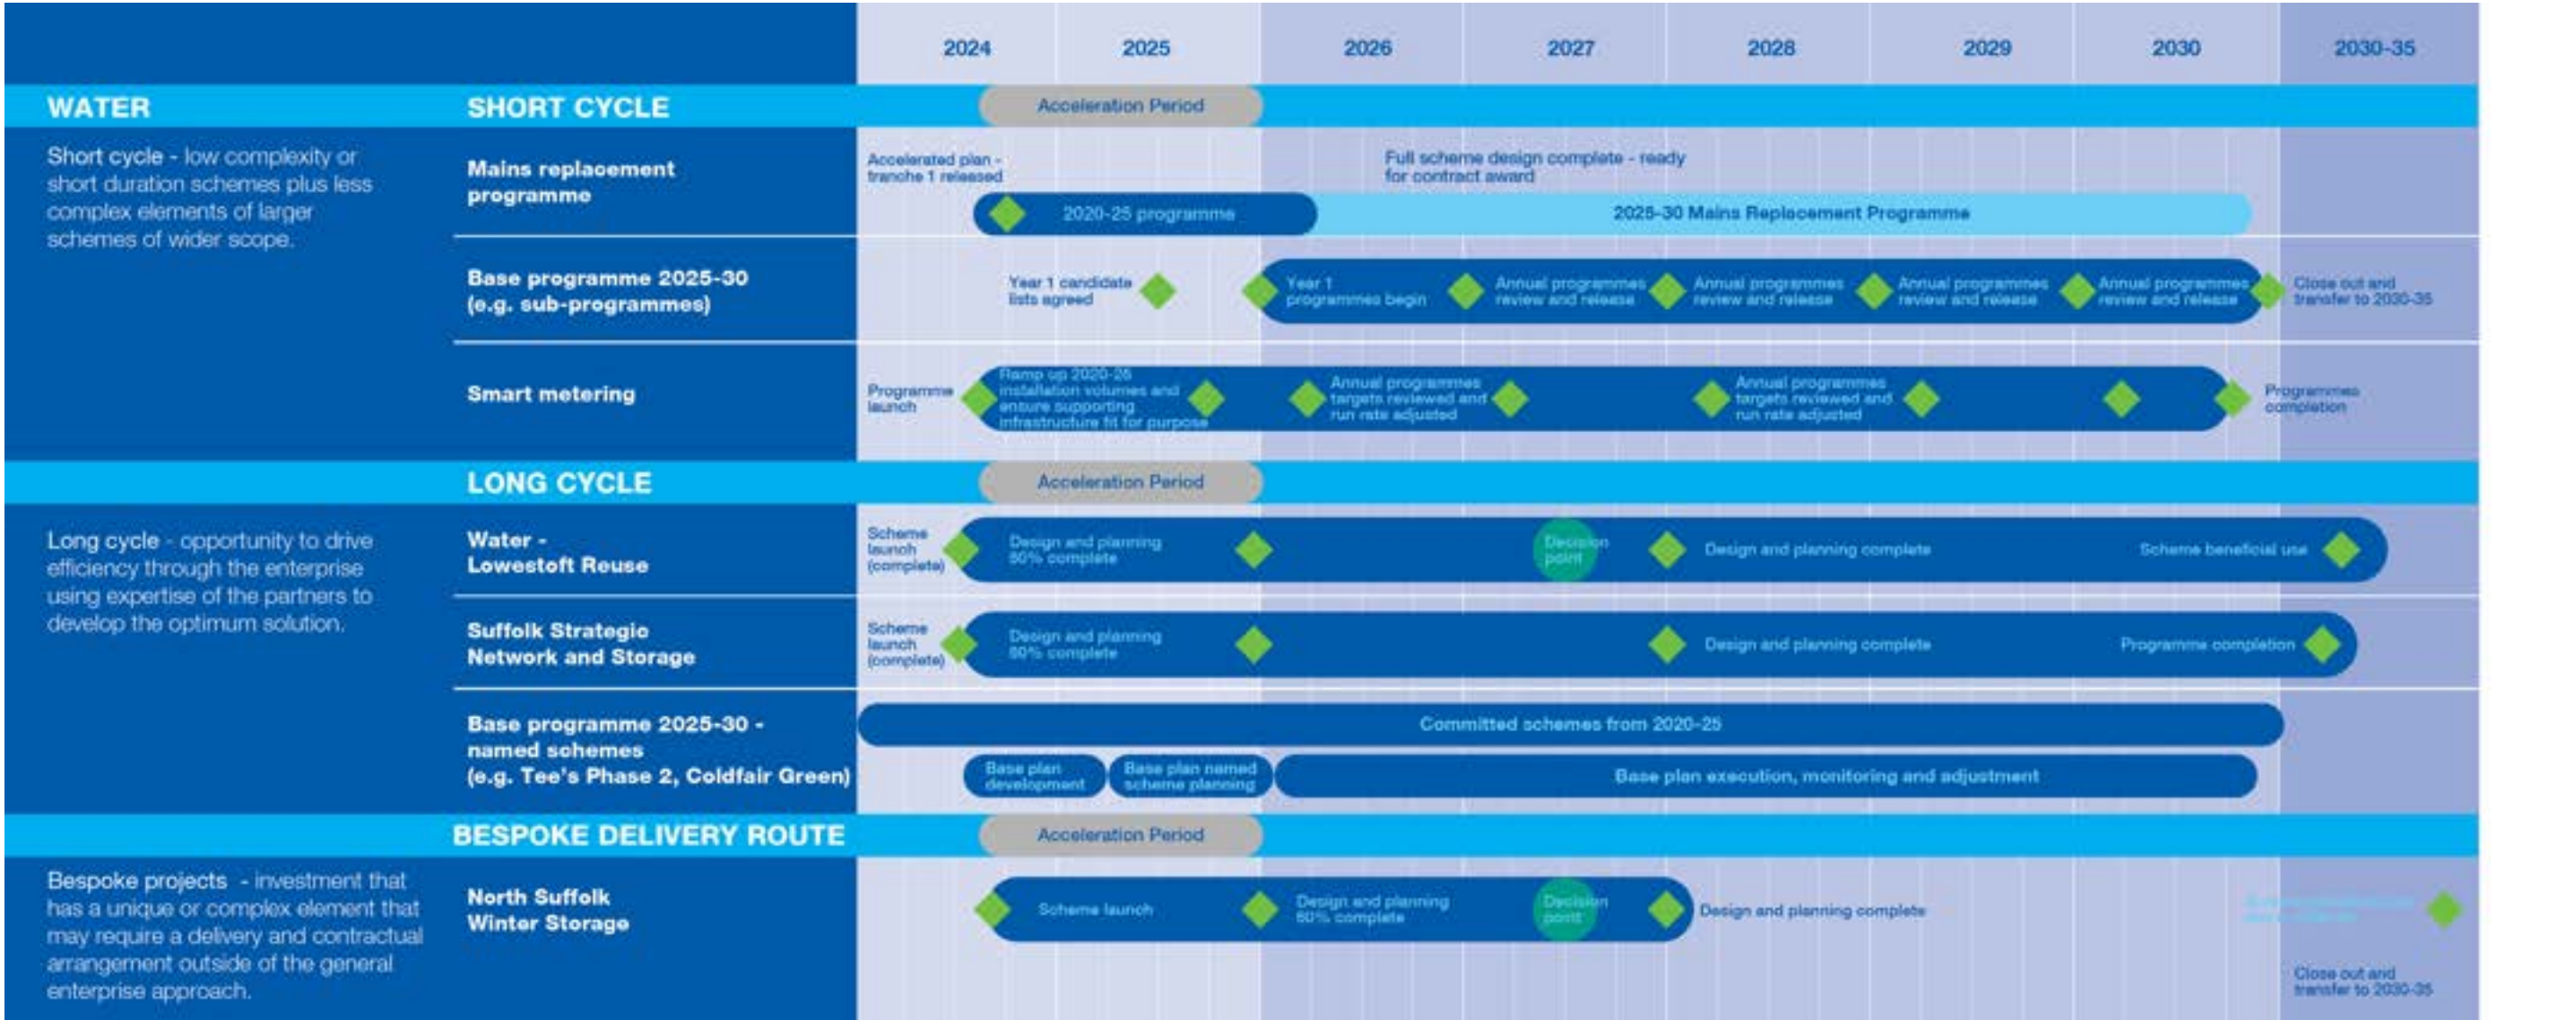 2024 2025 2026 2027 2028 2029 2030 2030-35
WATER SHORT CYCLE Acceleration Period
Short cycle - low complexity or
short duration schemes plus less
complex elements of larger
schemes of wider scope.
Mains replacement
programme
Accelerated plan -
tranche 1 released
Full scheme design complete - ready
for contract award
2020-25 programme
2025-30 Mains Replacement Programme
Base programme 2025-30
(e.g. sub-programmes)
Year 1 candidate
lists agreed
Year 1
programmes begin
Annual programmes
review and release
Annual programmes
review and release
Annual programmes
review and release
Annual programmes
review and release
Close out and
transfer to 2030-35
Smart metering
Programme
launch
Ramp up 2020-25
installation volumes and
ensure supporting
infrastructure fit for purpose
Annual programmes
targets reviewed and
run rate adjusted
Annual programmes
targets reviewed and
run rate adjusted
Programmes
completion
LONG CYCLE Acceleration Period
Long cycle - opportunity to drive
efficiency through the enterprise
using expertise of the partners to
develop the optimum solution.
Water -
Lowestoft Reuse
Scheme
launch
(complete)
Design and planning
complete
Decision
point
Design and planning complete
Scheme beneficial use
Suffolk Strategic
Network and Storage
Scheme
launch
(complete)
Design and planning
complete
Design and planning complete
Programme completion
Base programme 2025-30 -
named schemes
(e.g. Tee's Phase 2, Coldfair Green)
Committed schemes from 2020-25
Base plan
development
Base plan named
scheme planning
Base plan execution, monitoring and adjustment
BESPOKE DELIVERY ROUTE Acceleration Period
Bespoke projects - investment that
has a unique or complex element that
may require a delivery and contractual
arrangement outside of the general
enterprise approach.
North Suffolk
Winter Storage
Scheme launch
Design and planning
complete
Decision
point
Design and planning complete
Close out and
transfer to 2030-35